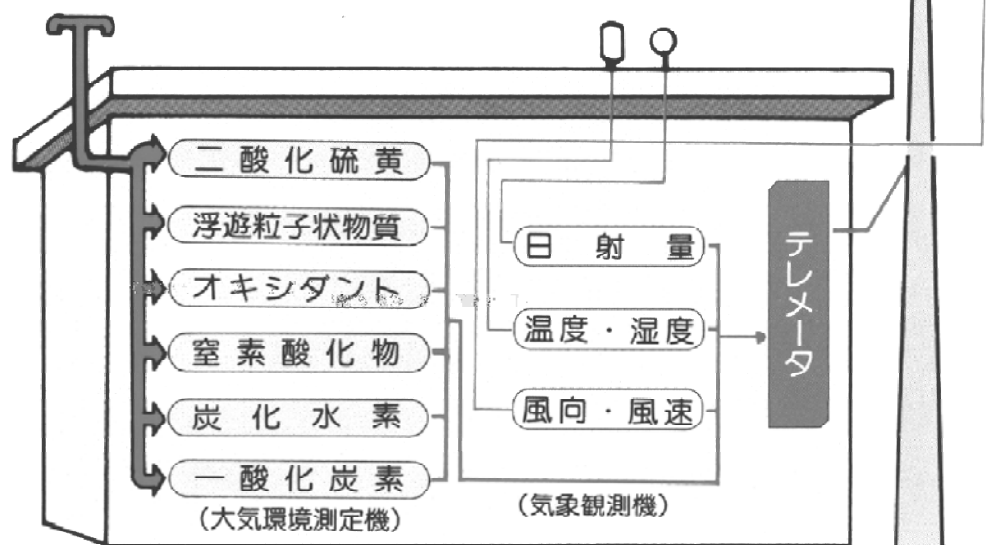 二酸化硫黄
浮遊粒子状物質
オキシダント
窒素酸化物
炭化水素
一酸化炭素
(大気環境測定機)
日射量
温度・湿度
風向・風速
(気象観測機)
テレメータ